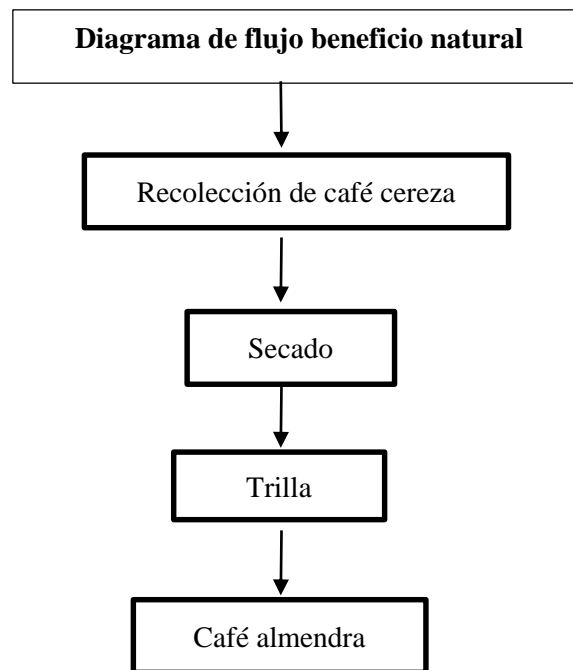 Diagrama de flujo beneficio natural
Recolección de café cereza
Secado
Trilla
Café almendra